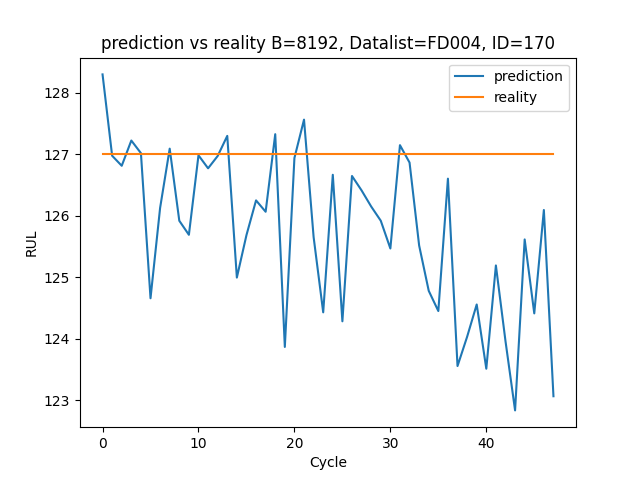 prediction vs reality B=8192, Datalist=FD004, ID=170
prediction
reality
128
127
126
125
124
123
RUL
0 10 20 30 40
Cycle